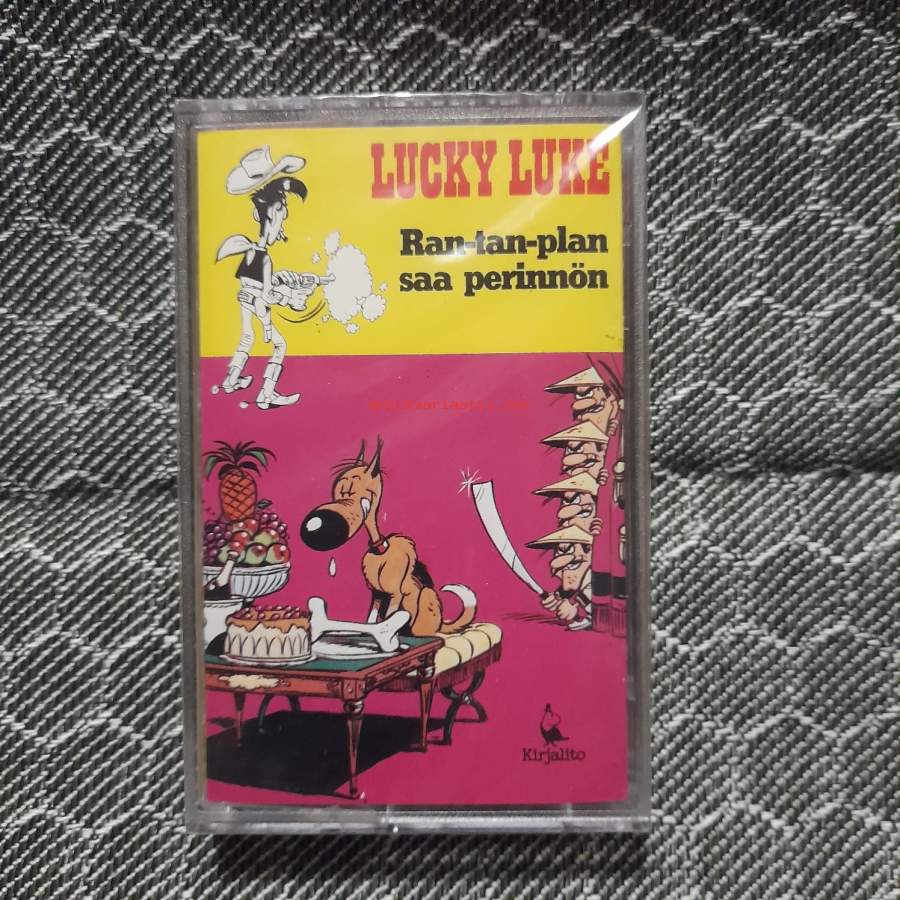 LUCKY LUKE
Ran-tan-plan
saa perinnön
Kirjalito